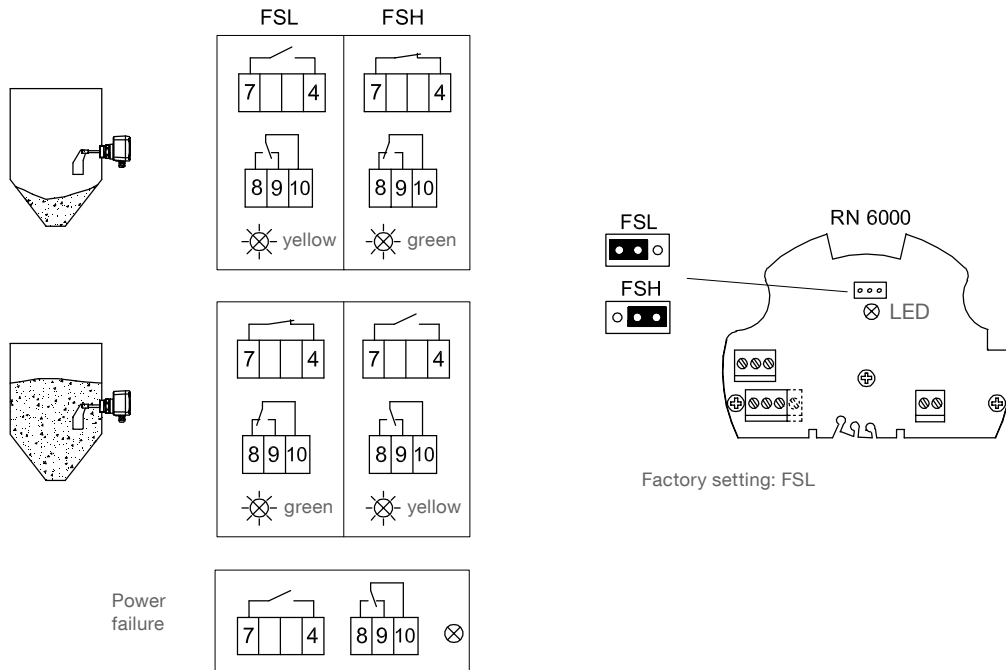 FSL FSH
7 4
7 4
8 9 10
8 9 10
yellow
green
7 4
7 4
8 9 10
8 9 10
green
yellow
Power
failure
7 4
8 9 10
FSL
FSH
RN 6000
LED
Factory setting: FSL